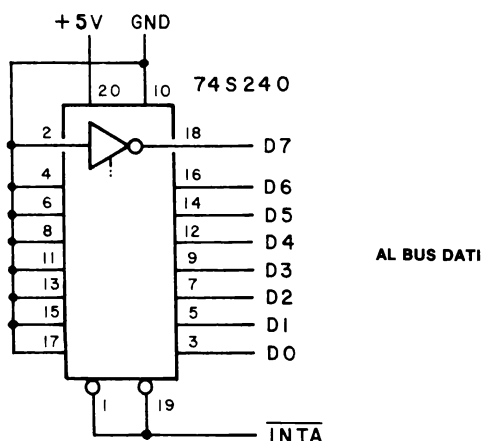 +5V GND
20 10 74S240
2 18 D7
4 16 D6
6 14 D5
8 12 D4
11 9 D3
13 7 D2
15 5 D1
17 3 D0
AL BUS DATI
1 19
INTA